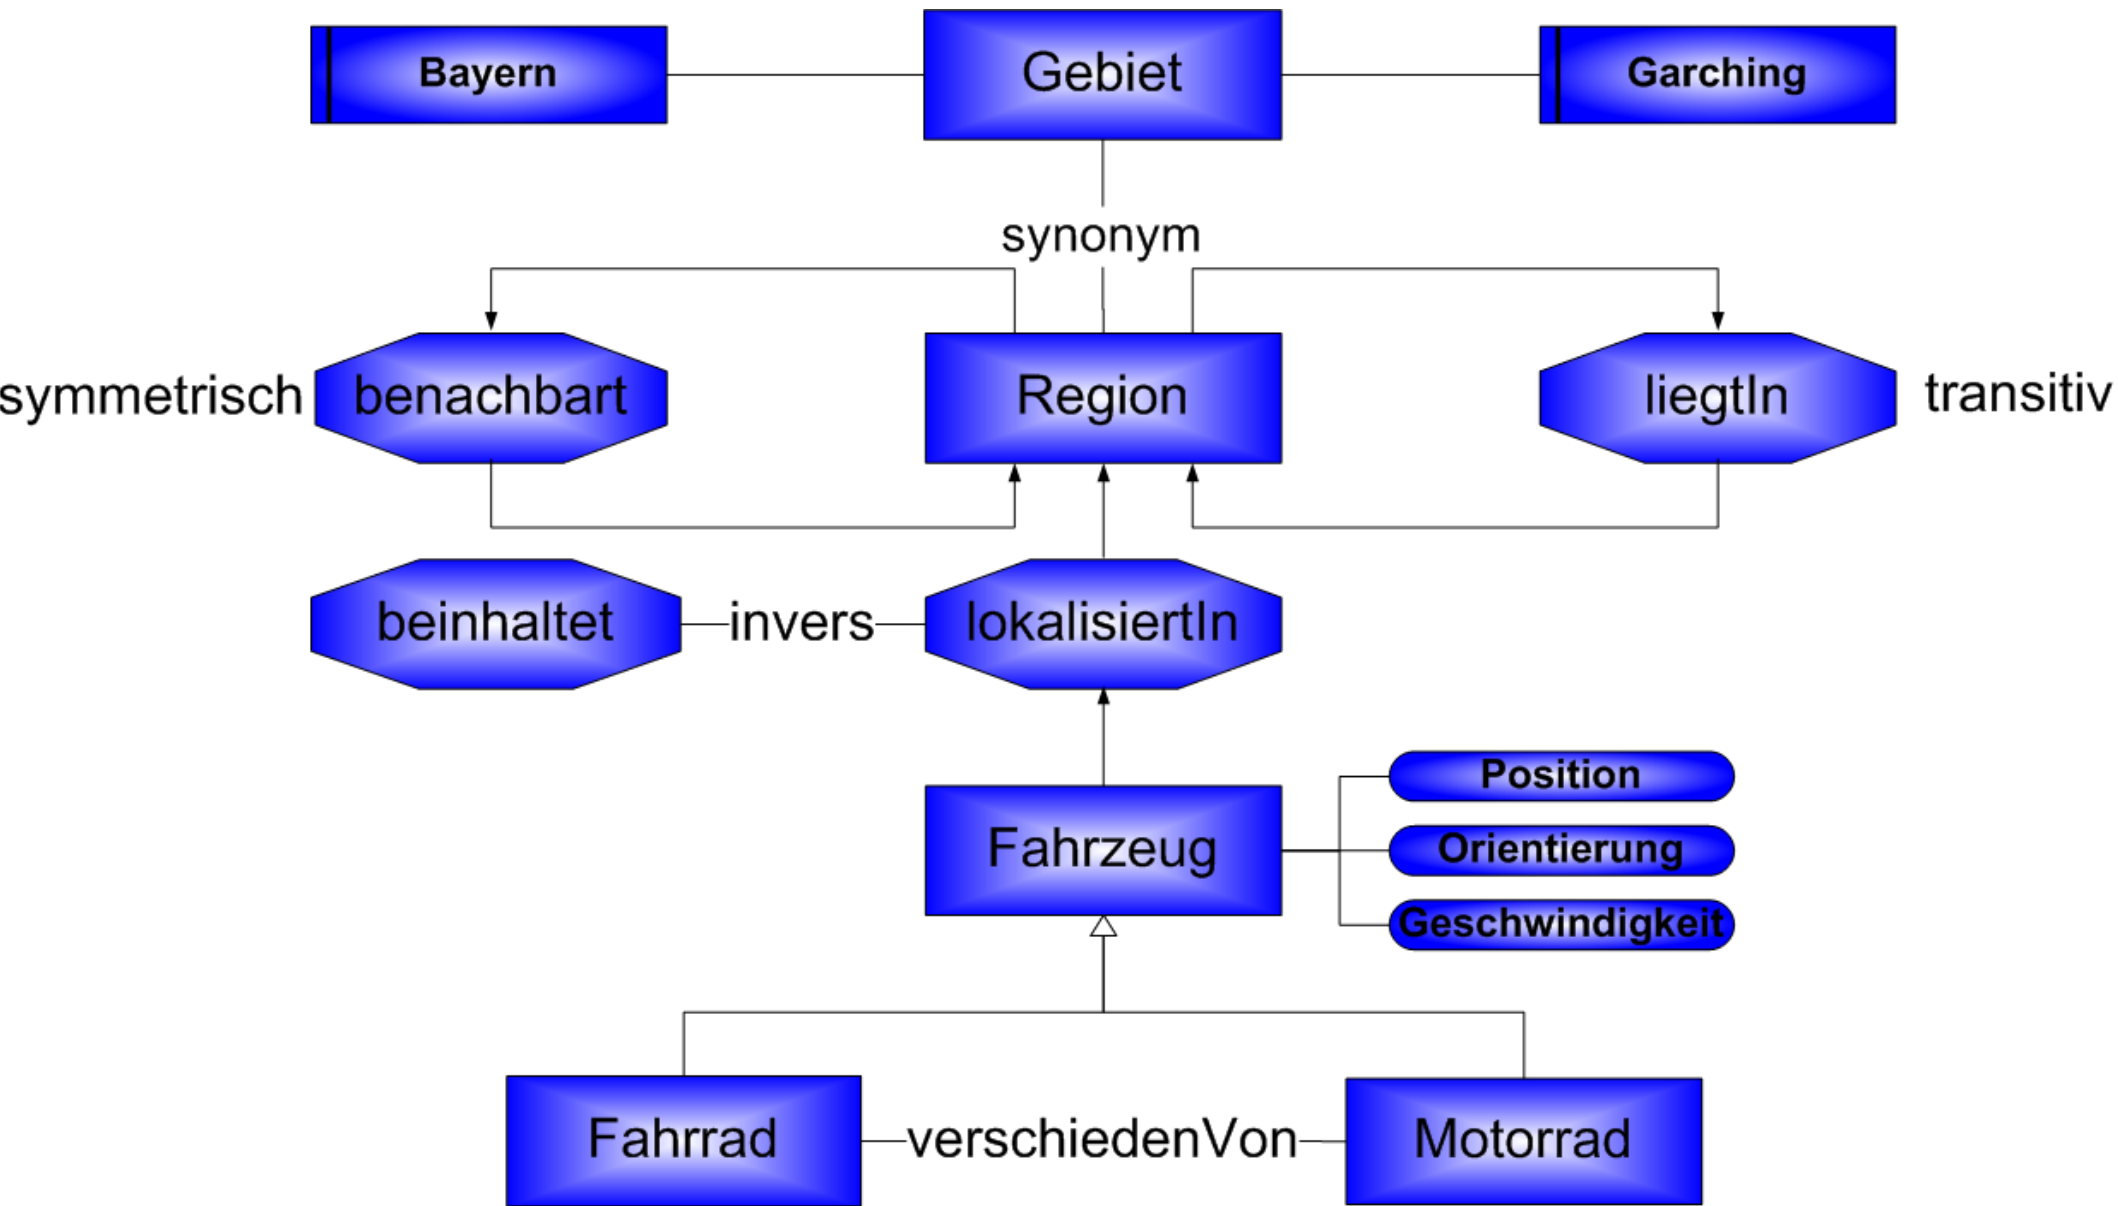 Bayern
Gebiet
Garching
synonym
symmetrisch
benachbart
Region
liegtIn
transitiv
beinhaltet
invers
lokalisiertIn
Position
Fahrzeug
Orientierung
Geschwindigkeit
Fahrrad
verschiedenVon
Motorrad